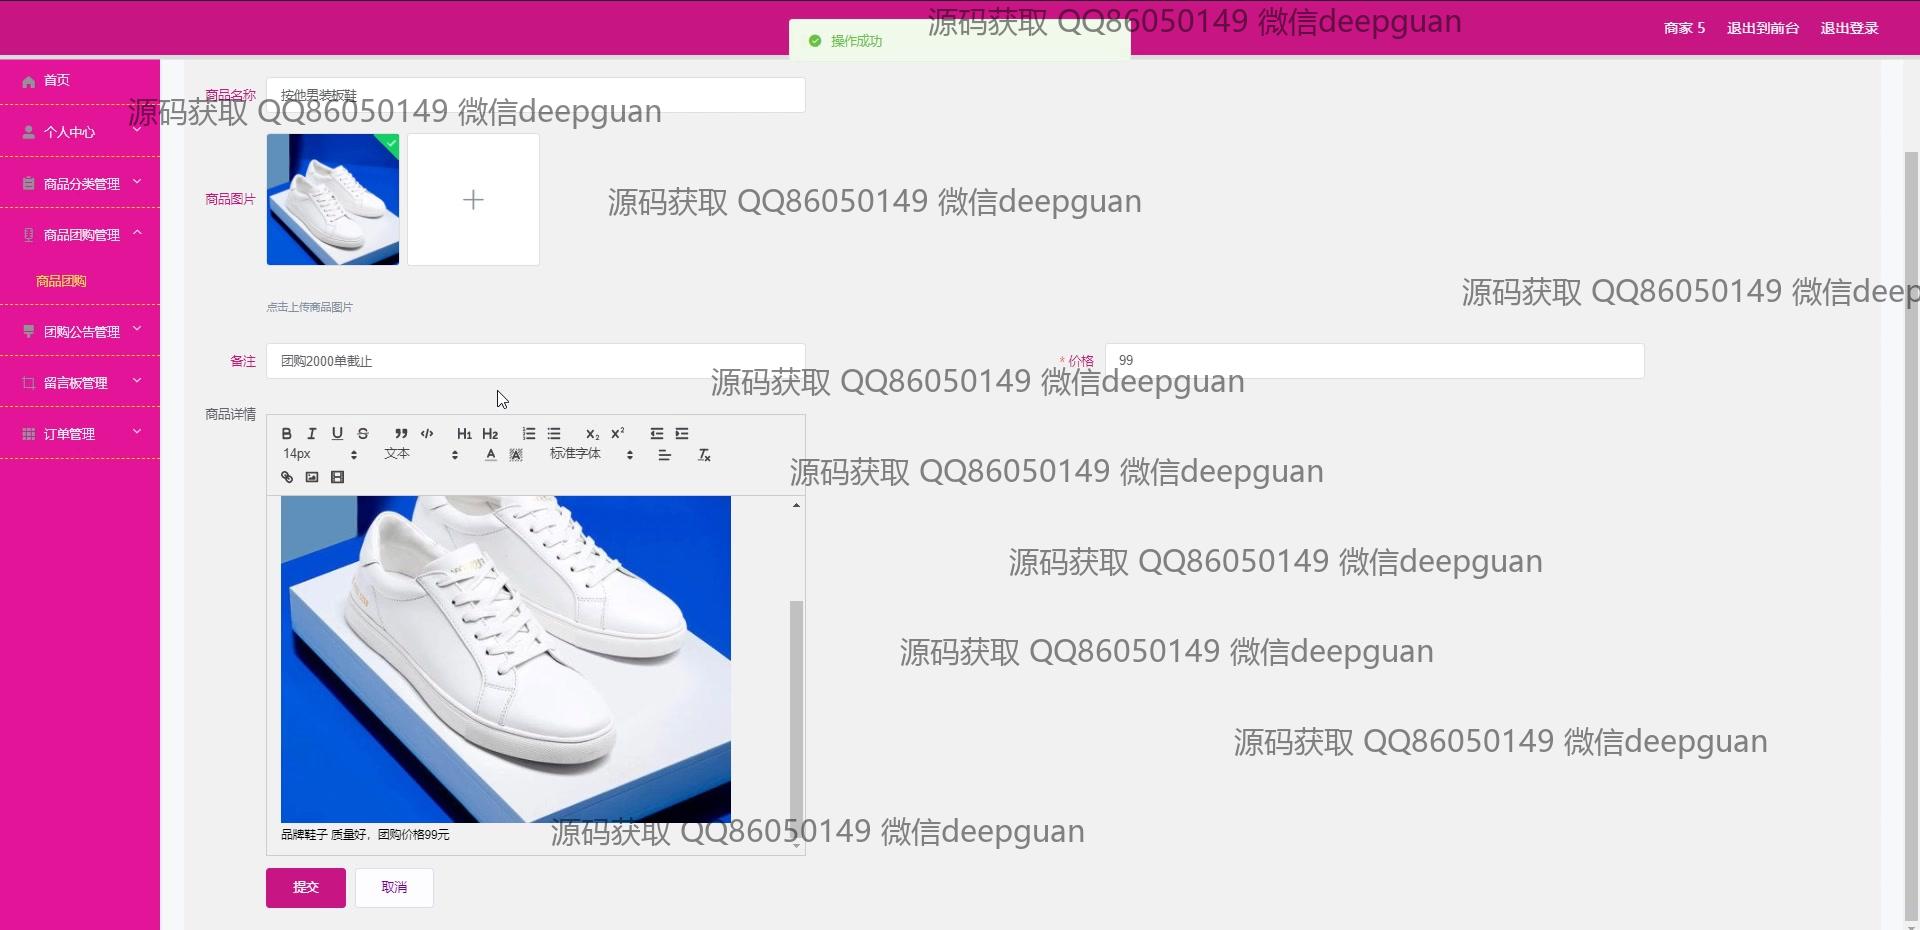 源码获取 QQ86050149 微信deepguan
操作成功
商家 5
退出到前台
退出登录
首页
个人中心
商品分类管理
商品团购管理
商品团购
团购公告管理
留言板管理
订单管理
商品名称
按他男装板鞋
源码获取 QQ86050149 微信deepguan
商品图片
源码获取 QQ86050149 微信deepguan
点击上传商品图片
源码获取 QQ86050149 微信deep
备注
团购2000单截止
* 价格
99
源码获取 QQ86050149 微信deepguan
商品详情
B I U S H1 H2 X2 X2
14px 文本 A A 标准字体 Tx
源码获取 QQ86050149 微信deepguan
源码获取 QQ86050149 微信deepguan
源码获取 QQ86050149 微信deepguan
源码获取 QQ86050149 微信deepguan
品牌鞋子 质量好，团购价格99元
源码获取 QQ86050149 微信deepguan
提交
取消